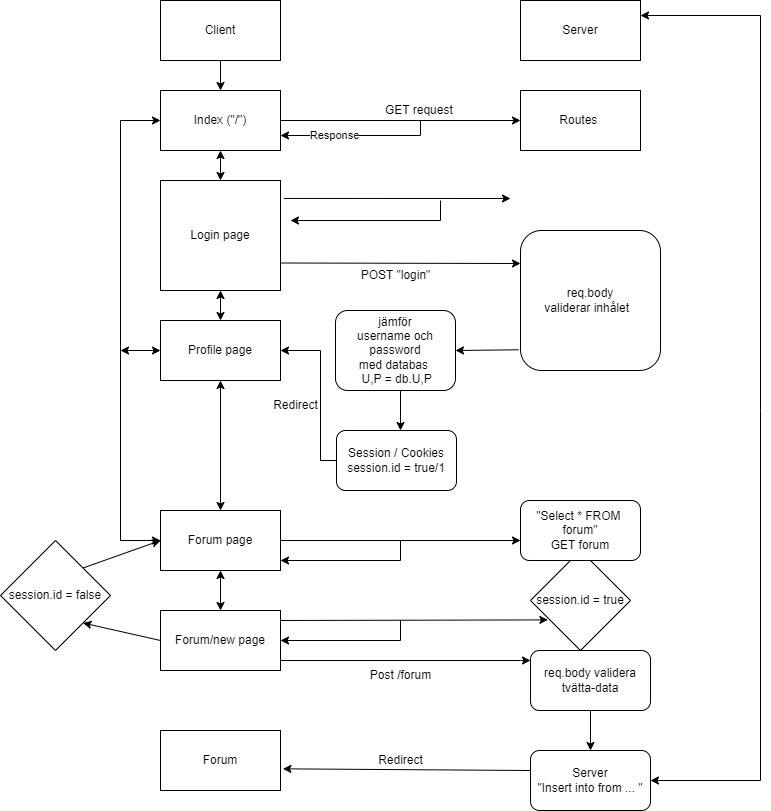 Client
Server
Index ("/")
GET request
Response
Routes
Login page
POST "login"
req.body
validerar inhålet
Profile page
jämför
username och
password
med databas
U,P = db.U,P
Redirect
Session / Cookies
session.id = true/1
Forum page
"Select * FROM
forum"
GET forum
session.id = false
session.id = true
Forum/new page
Post /forum
req.body validera
tvätta-data
Forum
Redirect
Server
"Insert into from ... "